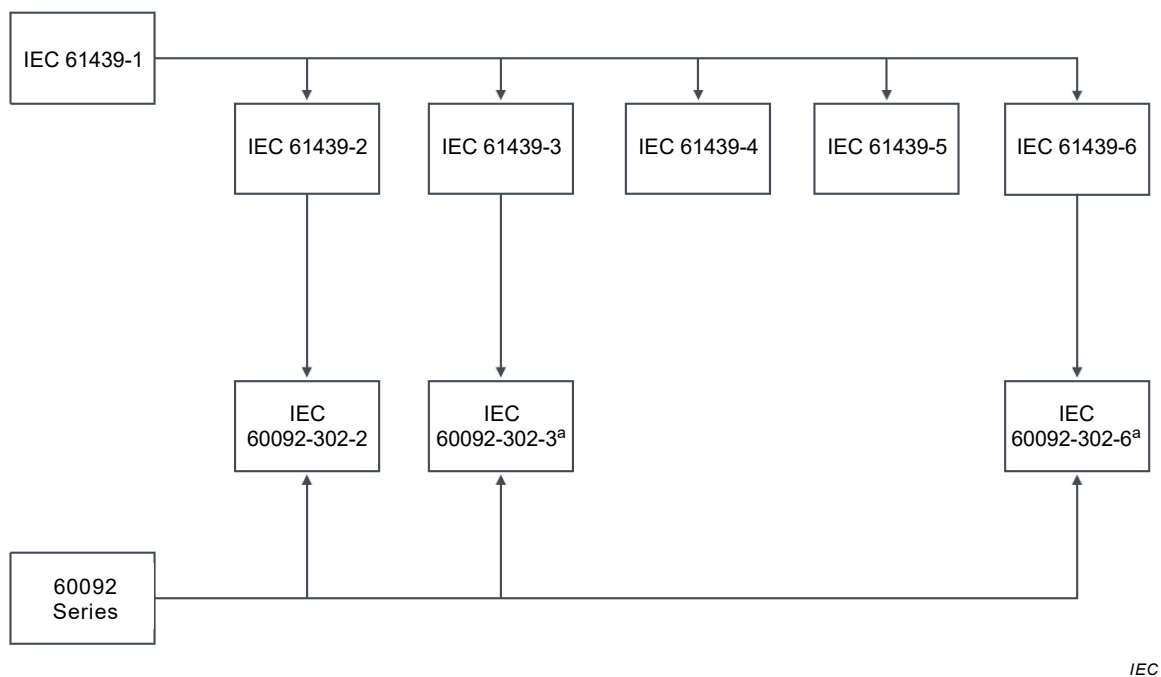 IEC 61439-1
IEC 61439-2
IEC 61439-3
IEC 61439-4
IEC 61439-5
IEC 61439-6
IEC
60092-302-2
IEC
60092-302-3ᵃ
IEC
60092-302-6ᵃ
60092
Series
IEC